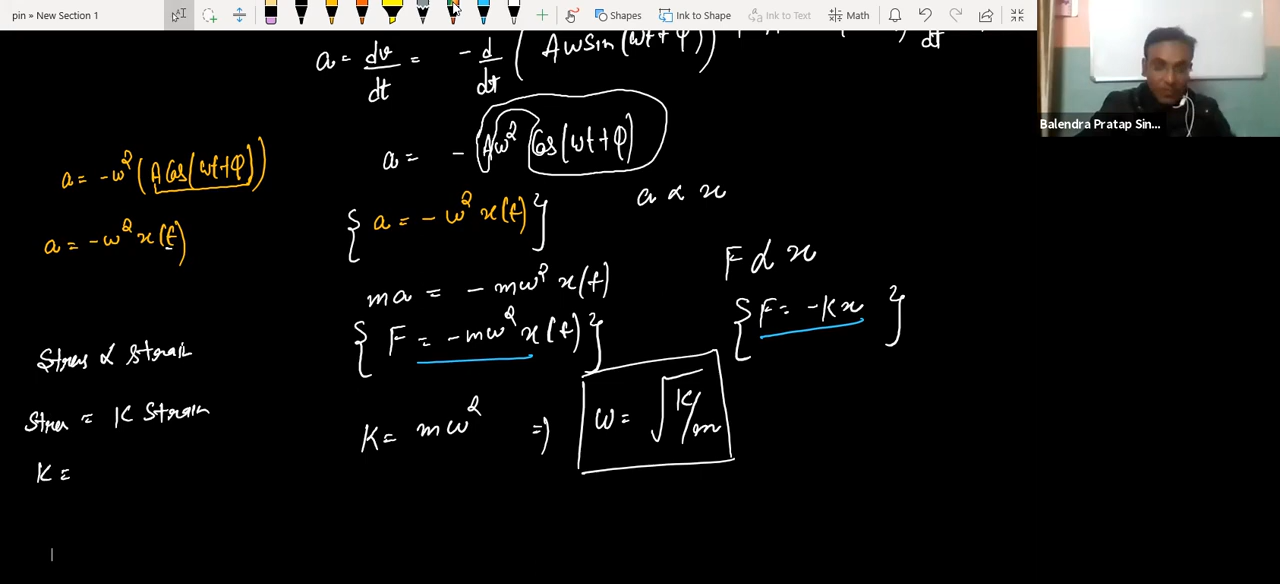 pin » New Section 1
Shapes
Ink to Shape
Ink to Text
Math
Balendra Pratap Sin...
a = dv/dt = - d/dt (Aω Sin(ωt+φ))
dt
a = - Aω² Cos(ωt+φ)
a = -ω² (A Cos(ωt+φ))
a = -ω² x(t)
{ a = -ω² x(t) }
a ∝ x
ma = - mω² x(t)
F ∝ x
{ F = -mω² x(t) }
{ F = -Kx }
Stress ∝ Strain
Stress = K Strain
K =
K = mω² ⇒ ω = √K/m